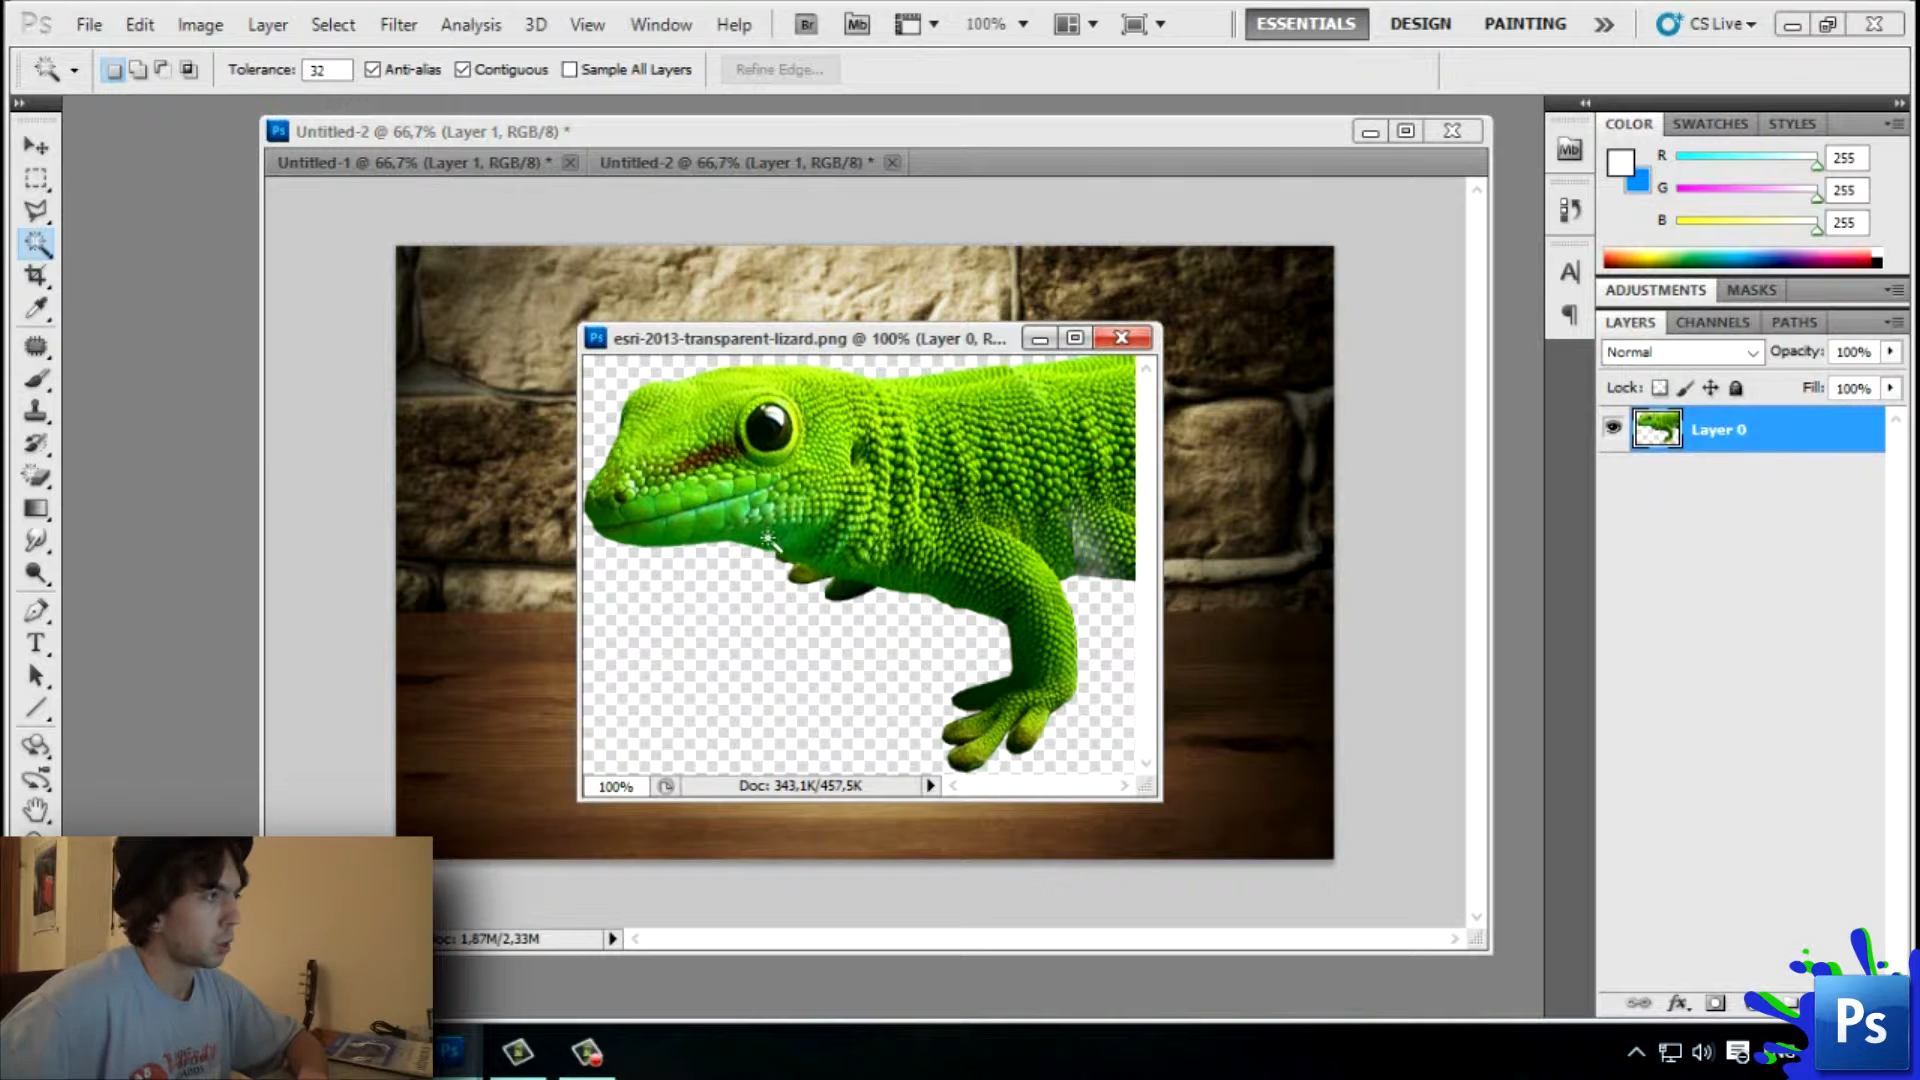 Ps File Edit Image Layer Select Filter Analysis 3D View Window Help Br Mb 100% ESSENTIALS DESIGN PAINTING CS Live
Tolerance: 32 Anti-alias Contiguous Sample All Layers Refine Edge...
Ps Untitled-2 @ 66,7% (Layer 1, RGB/8) *
Untitled-1 @ 66,7% (Layer 1, RGB/8) * Untitled-2 @ 66,7% (Layer 1, RGB/8) *
Ps esri-2013-transparent-lizard.png @ 100% (Layer 0, R...
100% Doc: 343,1K/457,5K
Doc: 1,87M/2,33M
Mb
A
COLOR SWATCHES STYLES
R 255
G 255
B 255
ADJUSTMENTS MASKS
LAYERS CHANNELS PATHS
Normal Opacity: 100%
Lock: Fill: 100%
Layer 0
fx
T
Ps
Ps